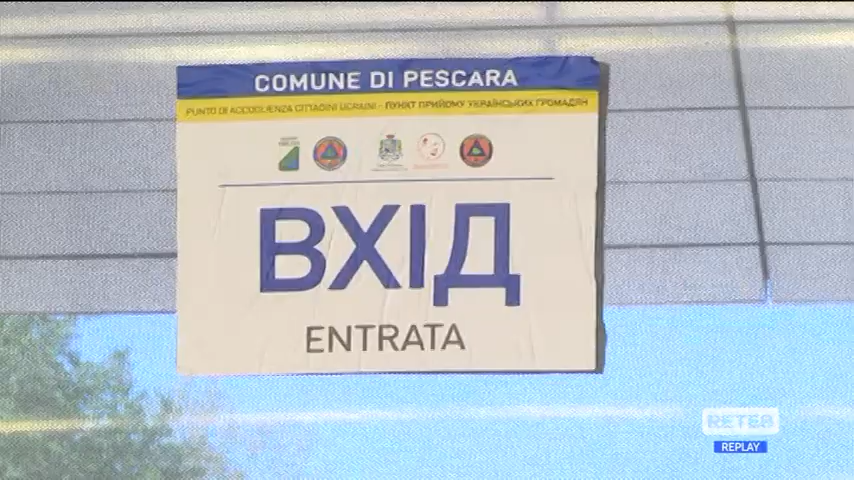 COMUNE DI PESCARA
PUNTO DI ACCOGLIENZA CITTADINI UCRAINI - ПУНКТ ПРИЙОМУ УКРАЇНСЬКИХ ГРОМАДЯН
ВХІД
ENTRATA
RETE8
REPLAY